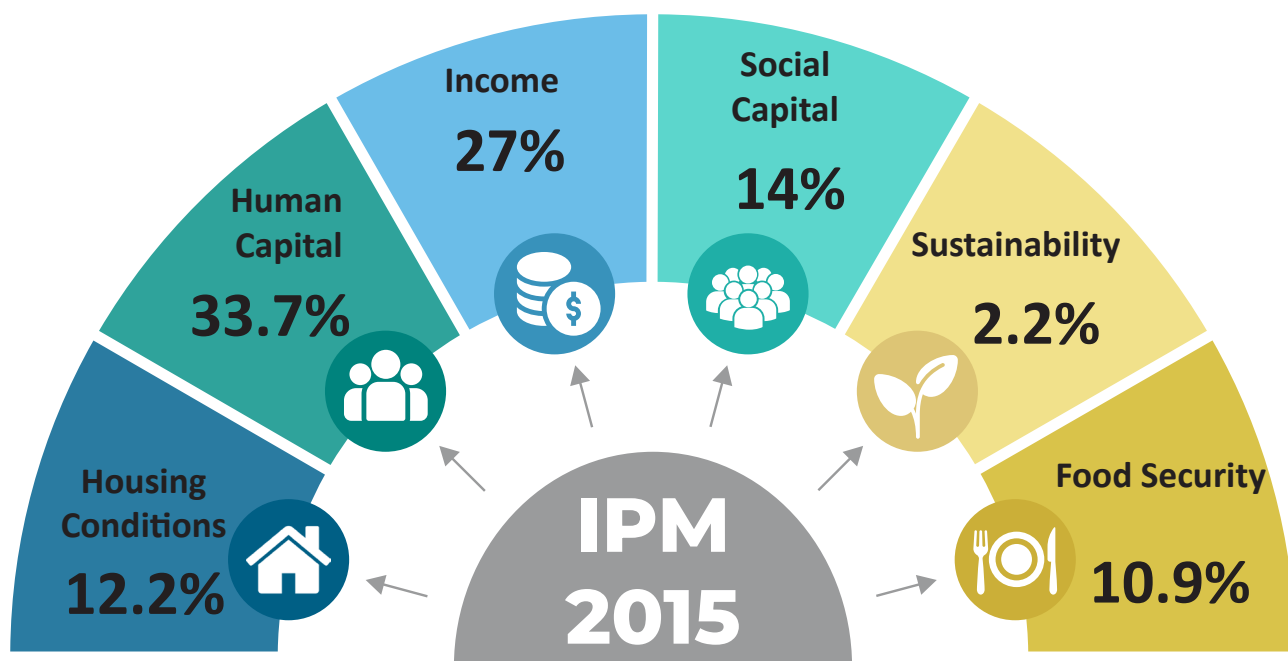 Housing
Conditions
12.2%
Human
Capital
33.7%
Income
27%
Social
Capital
14%
Sustainability
2.2%
Food Security
10.9%
$
IPM
2015